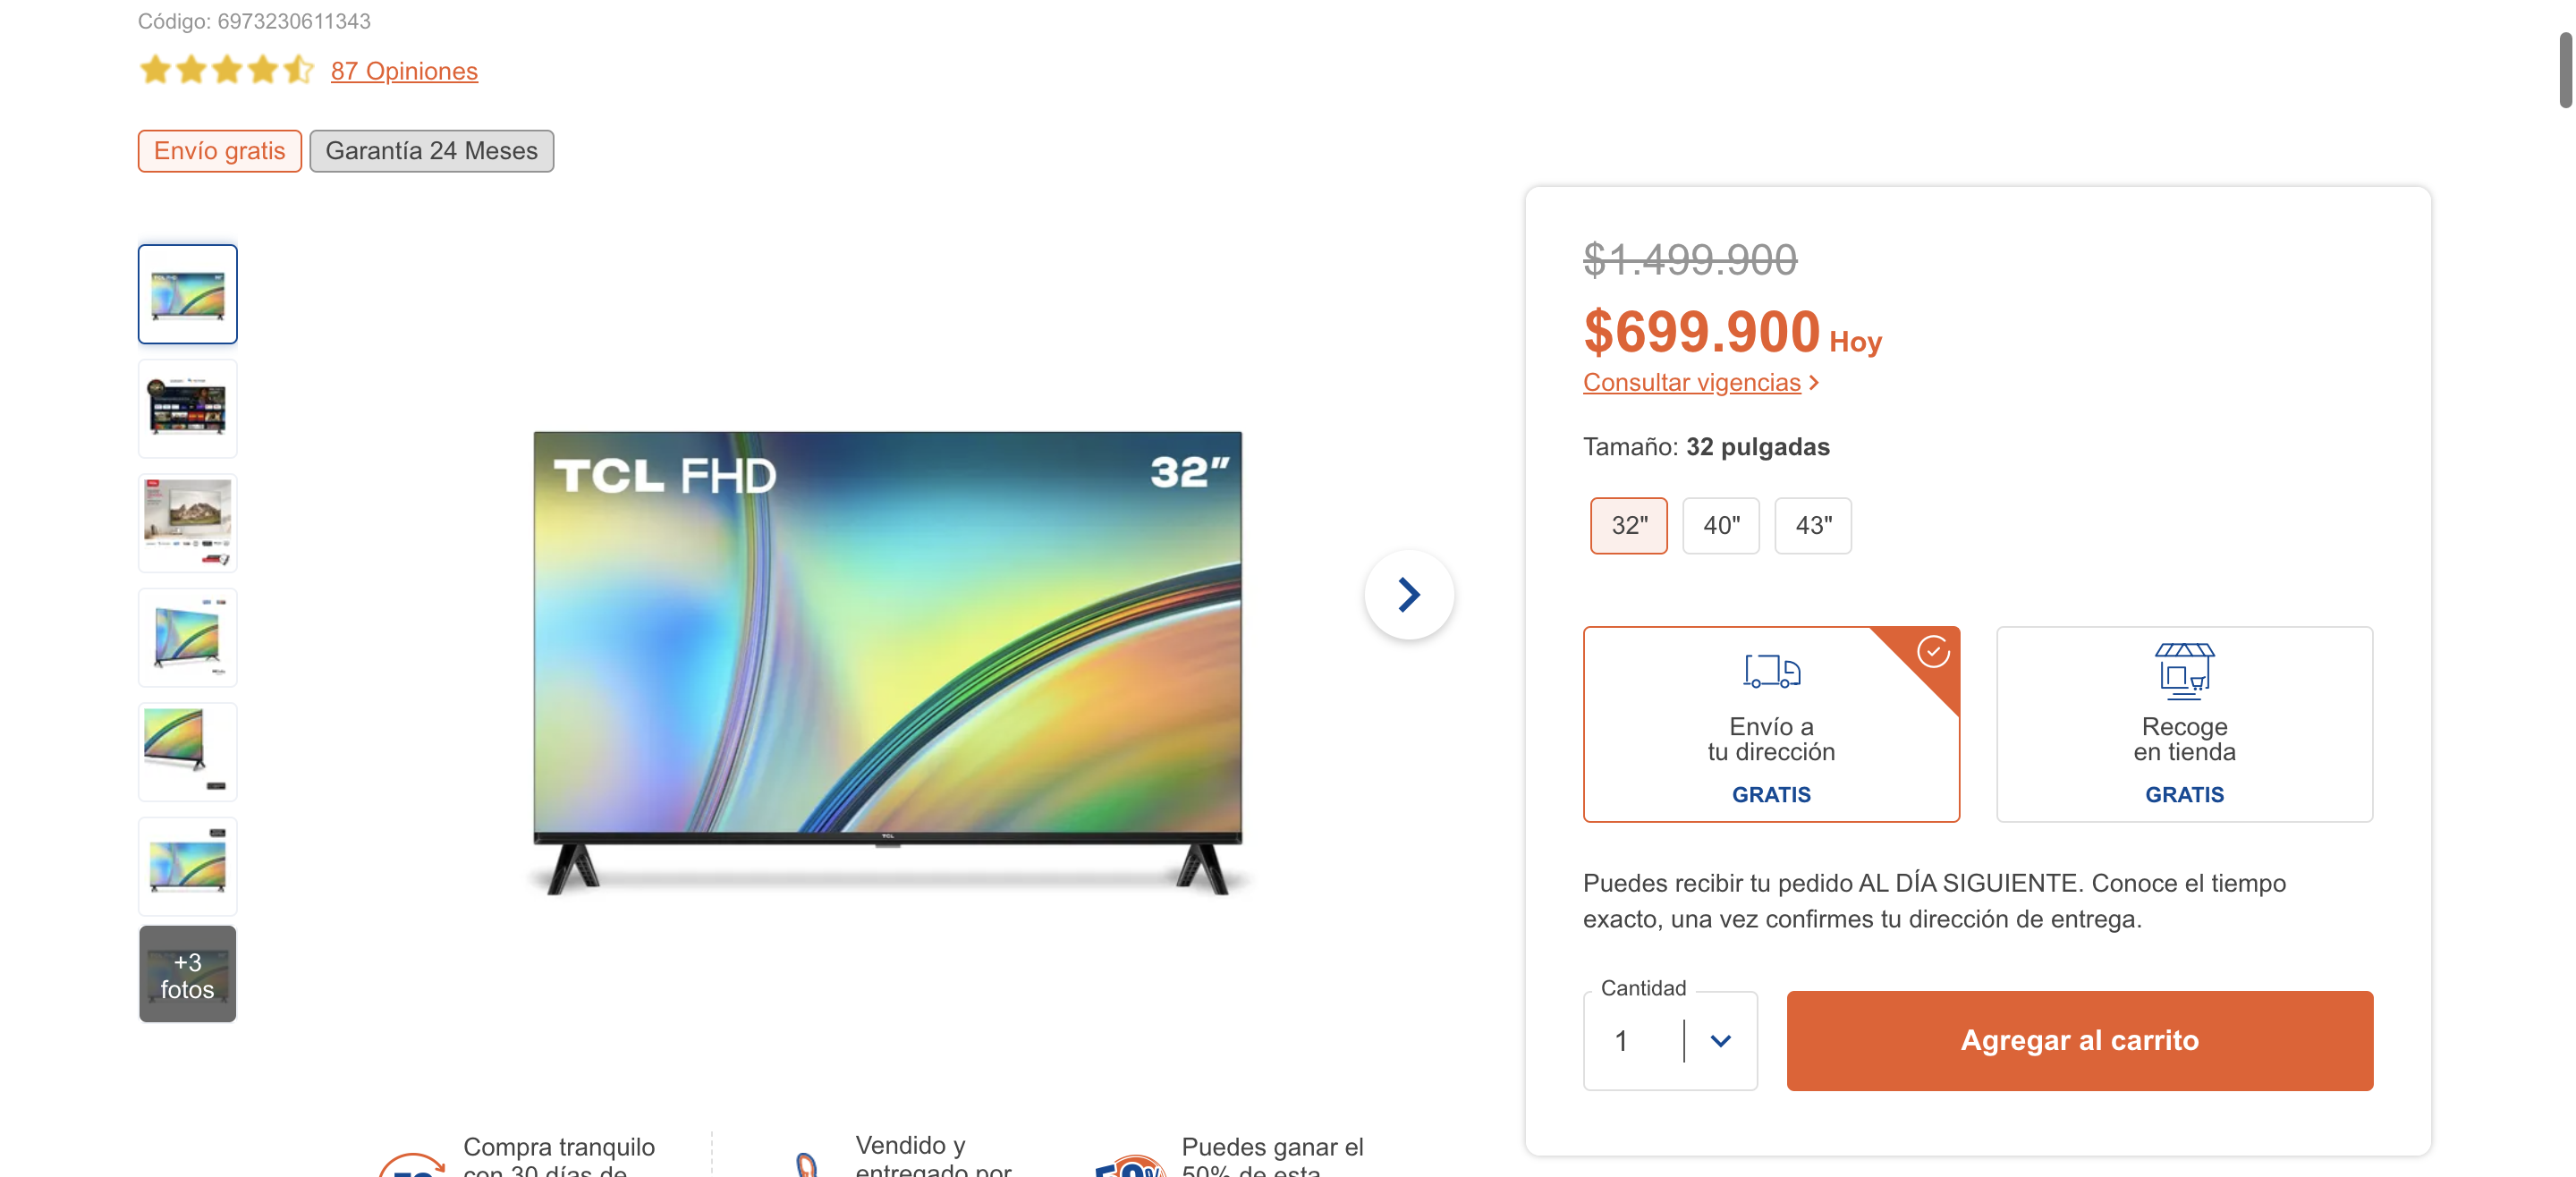 Código: 6973230611343
87 Opiniones
Envío gratis
Garantía 24 Meses
TCL FHD
32"
TCL
+3
fotos
$1.499.900
$699.900 Hoy
Consultar vigencias
Tamaño: 32 pulgadas
32"
40"
43"
Envío a
tu dirección
GRATIS
Recoge
en tienda
GRATIS
Puedes recibir tu pedido AL DÍA SIGUIENTE. Conoce el tiempo
exacto, una vez confirmes tu dirección de entrega.
Cantidad
1
Agregar al carrito
Compra tranquilo
con 30 días de
Vendido y
entregado por
50%
Puedes ganar el
50% de esta